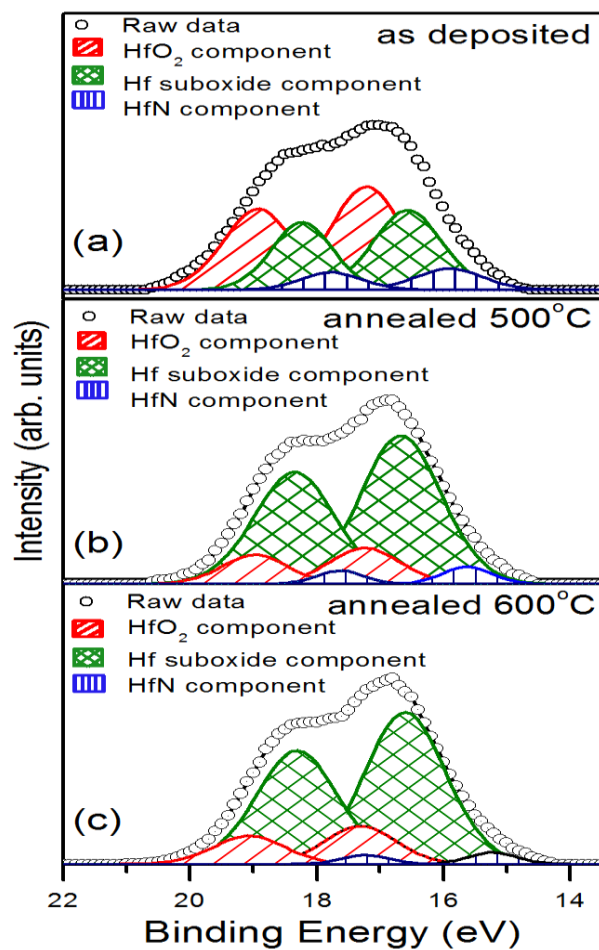 Intensity (arb. units)
as deposited
Raw data
HfO₂ component
Hf suboxide component
HfN component
(a)
annealed 500°C
Raw data
HfO₂ component
Hf suboxide component
HfN component
(b)
annealed 600°C
Raw data
HfO₂ component
Hf suboxide component
HfN component
(c)
22 20 18 16 14
Binding Energy (eV)